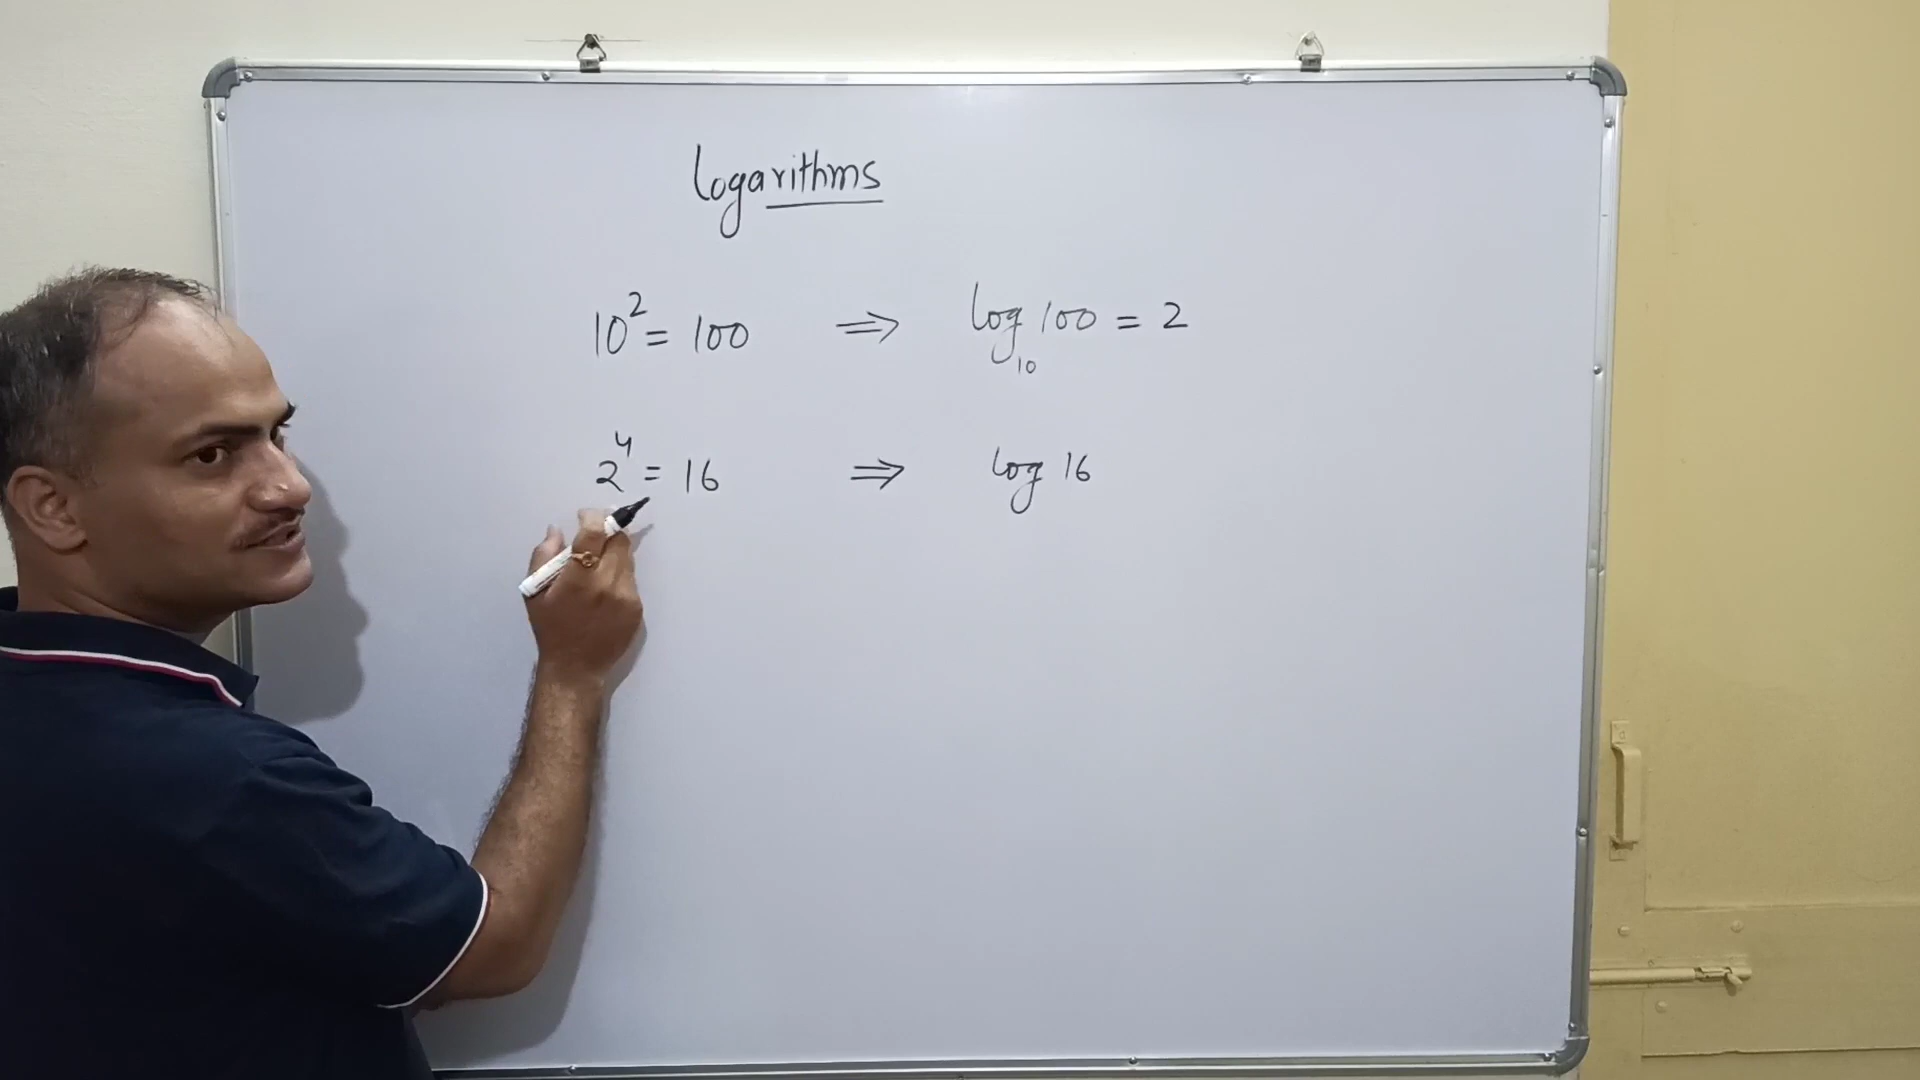 Logarithms
10² = 100 ⇒ log₁₀ 100 = 2
2⁴ = 16 ⇒ log 16